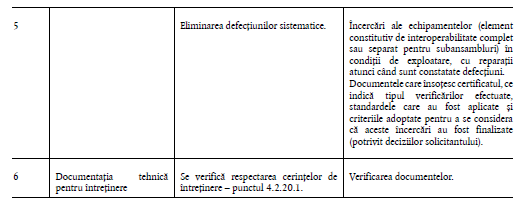 5
Eliminarea defecțiunilor sistematice.
Încercări ale echipamentelor (element
constitutiv de interoperabilitate complet
sau separat pentru subansambluri) în
condiții de exploatare, cu reparații
atunci când sunt constatate defecțiuni.
Documentele care însoțesc certificatul, ce
indică tipul verificărilor efectuate,
standardele care au fost aplicate și
criteriile adoptate pentru a se considera
că aceste încercări au fost finalizate
(potrivit deciziilor solicitantului).
6
Documentația tehnică
pentru întreținere
Se verifică respectarea cerințelor de
întreținere – punctul 4.2.20.1.
Verificarea documentelor.